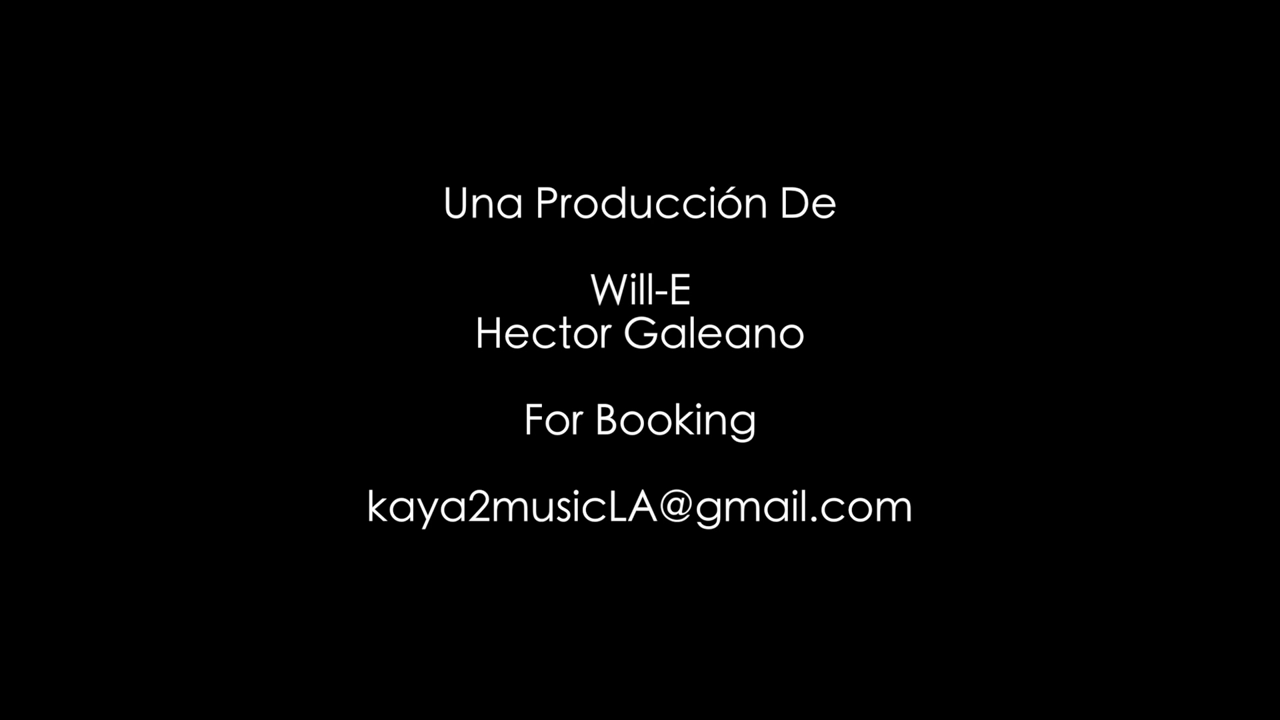 Una Producción De
Will-E
Hector Galeano
For Booking
kaya2musicLA@gmail.com